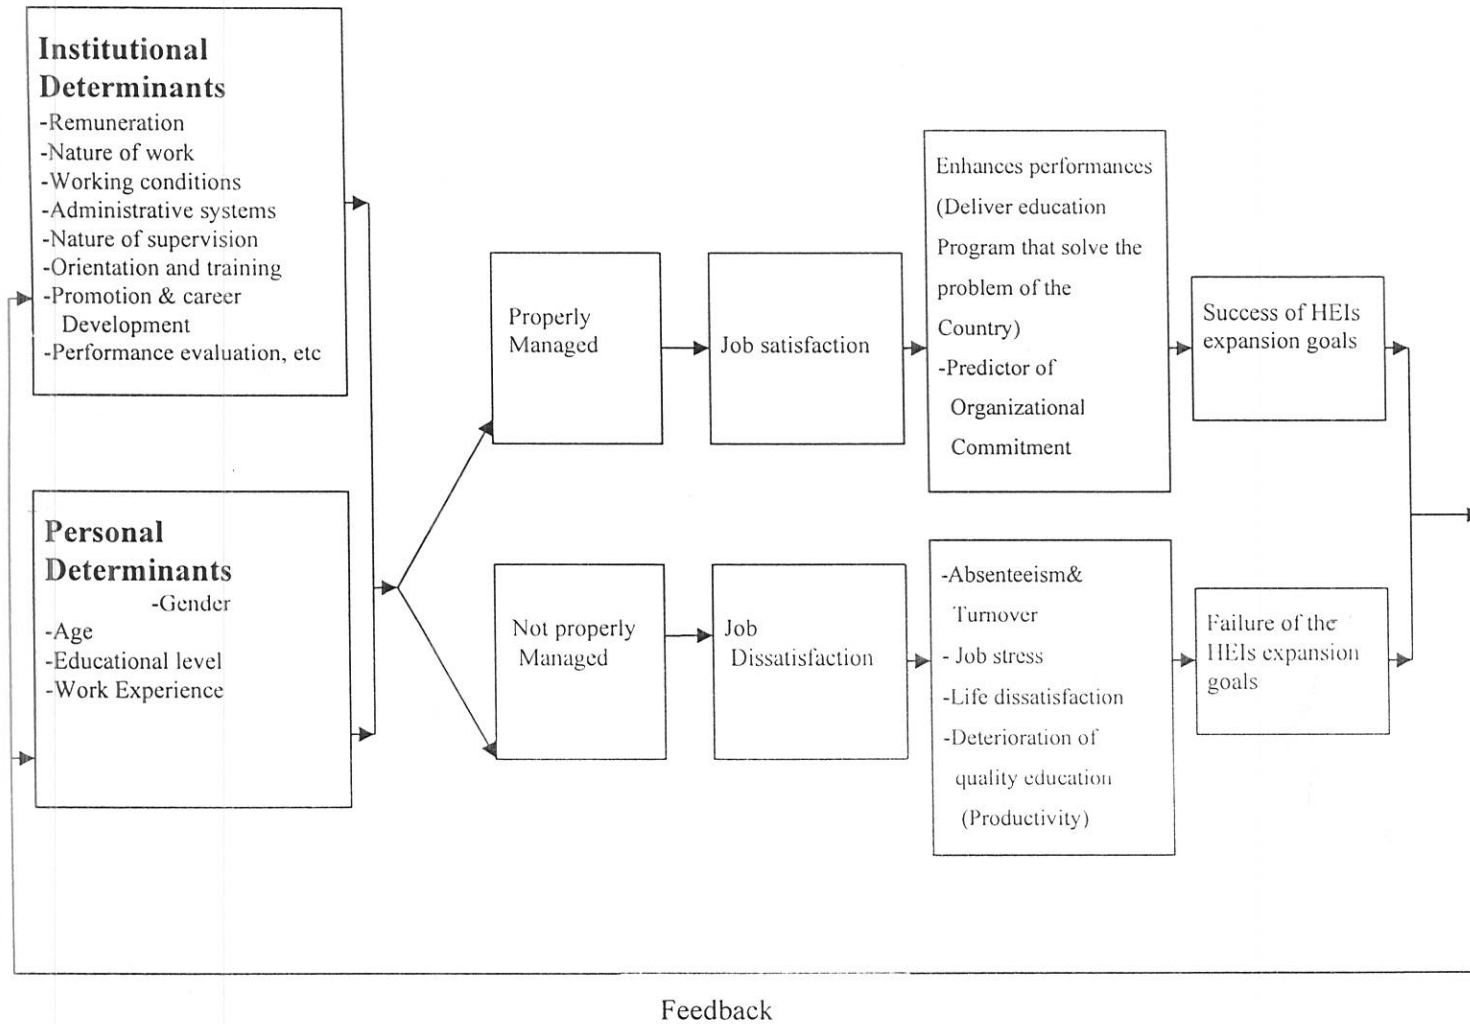 Institutional
Determinants
-Remuneration
-Nature of work
-Working conditions
-Administrative systems
-Nature of supervision
-Orientation and training
-Promotion & career
Development
-Performance evaluation, etc
Personal
Determinants
-Gender
-Age
-Educational level
-Work Experience
Properly
Managed
Job satisfaction
Enhances performances
(Deliver education
Program that solve the
problem of the
Country)
-Predictor of
Organizational
Commitment
Success of HEIs
expansion goals
Not properly
Managed
Job
Dissatisfaction
-Absenteeism&
Turnover
- Job stress
-Life dissatisfaction
-Deterioration of
quality education
(Productivity)
Failure of the
HEIs expansion
goals
Feedback